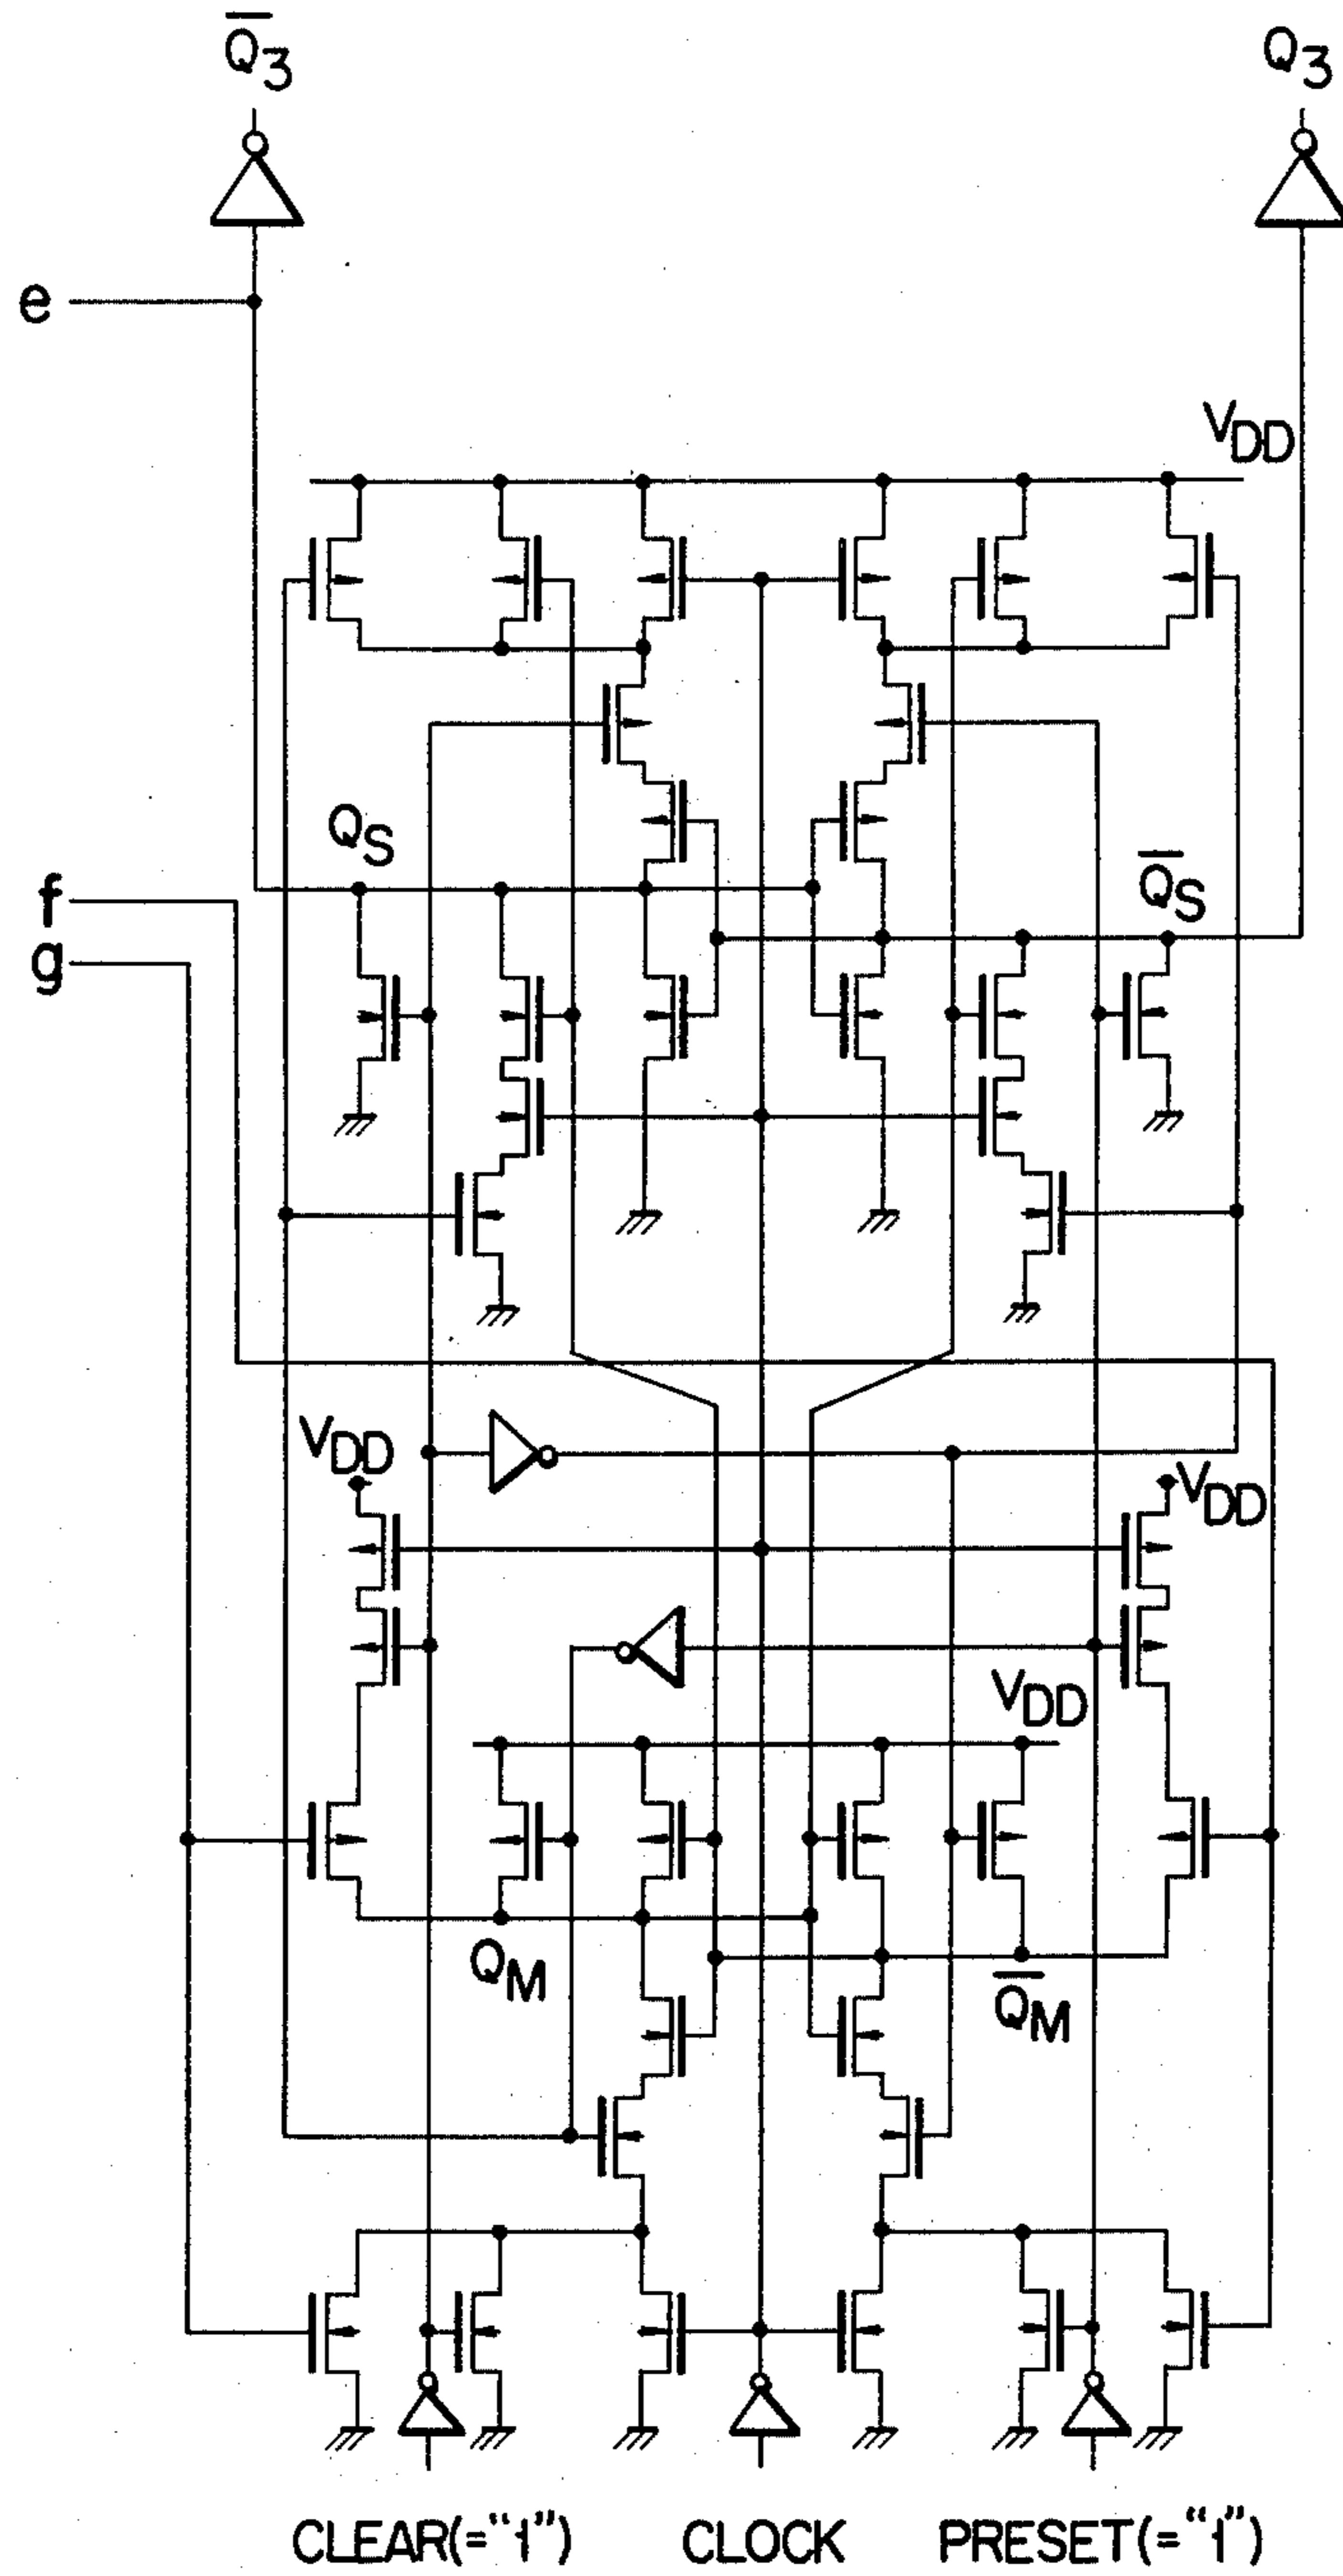 Q̅3 Q3
e
VDD
QS
Q̅S
f
g
VDD
VDD
VDD
QM
Q̅M
CLEAR(="1") CLOCK PRESET(="1")